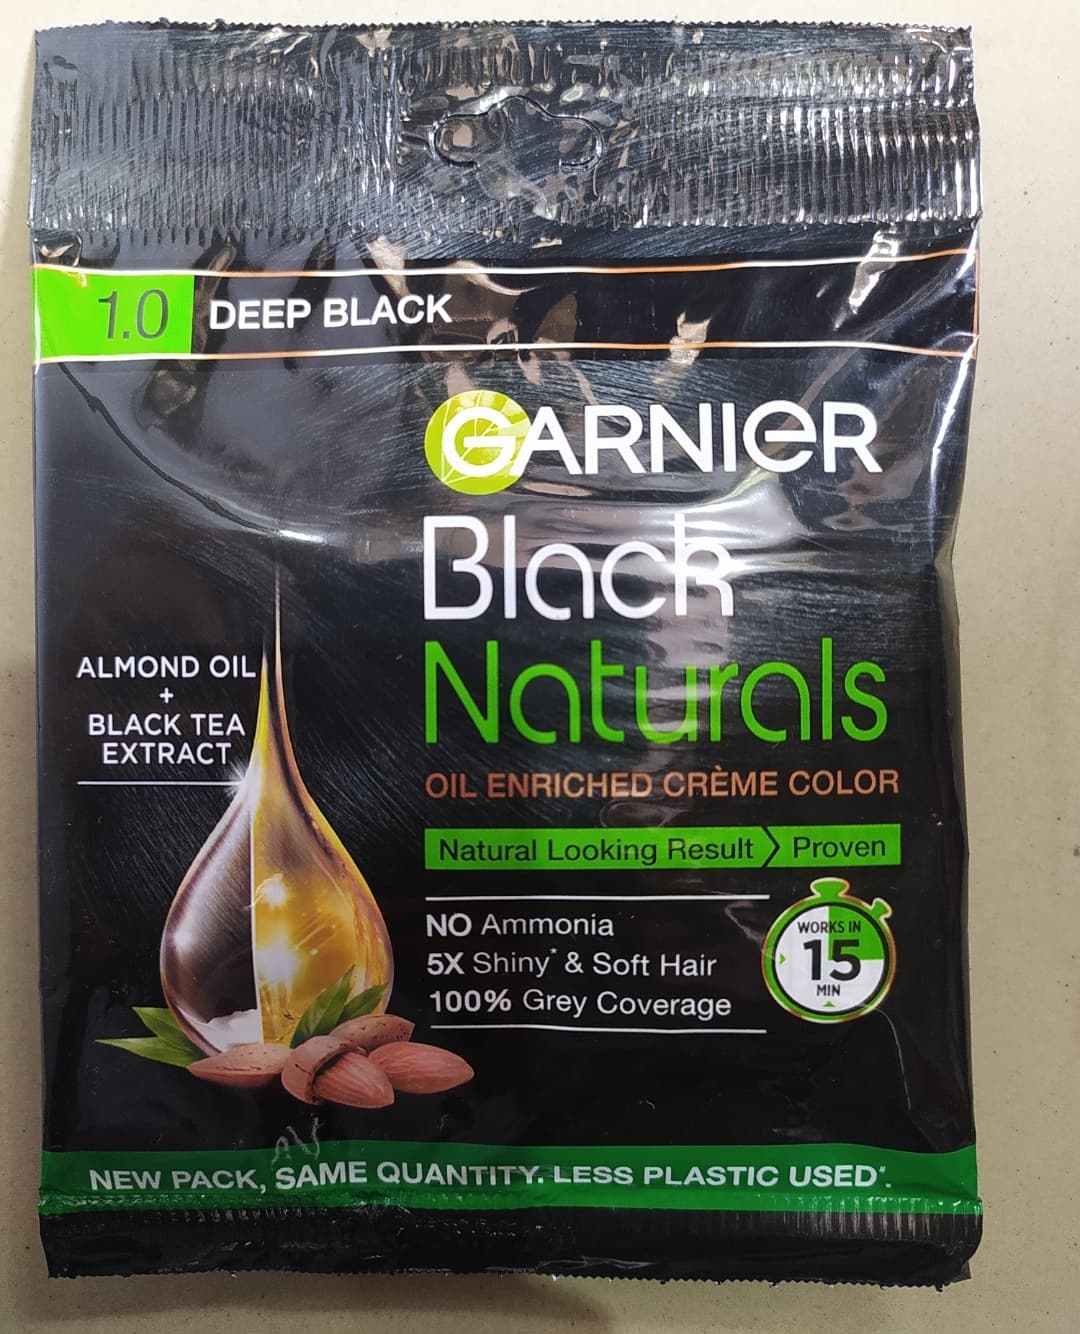 1.0 DEEP BLACK
GARNIER
Black
Naturals
OIL ENRICHED CRÈME COLOR
Natural Looking Result Proven
ALMOND OIL
+
BLACK TEA
EXTRACT
NO Ammonia
5X Shiny* & Soft Hair
100% Grey Coverage
WORKS IN
15
MIN
NEW PACK, SAME QUANTITY. LESS PLASTIC USED".